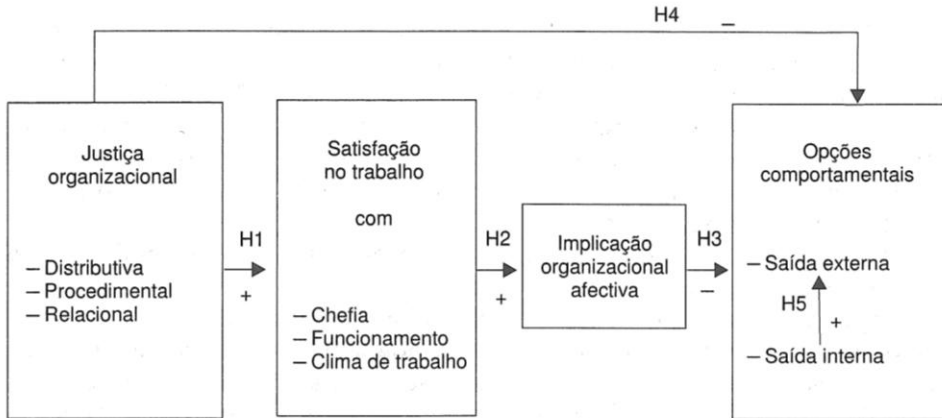 H4
–
Justiça
organizacional
– Distributiva
– Procedimental
– Relacional
H1
+
Satisfação
no trabalho
com
– Chefia
– Funcionamento
– Clima de trabalho
H2
+
Implicação
organizacional
afectiva
H3
–
Opções
comportamentais
– Saída externa
H5
+
– Saída interna